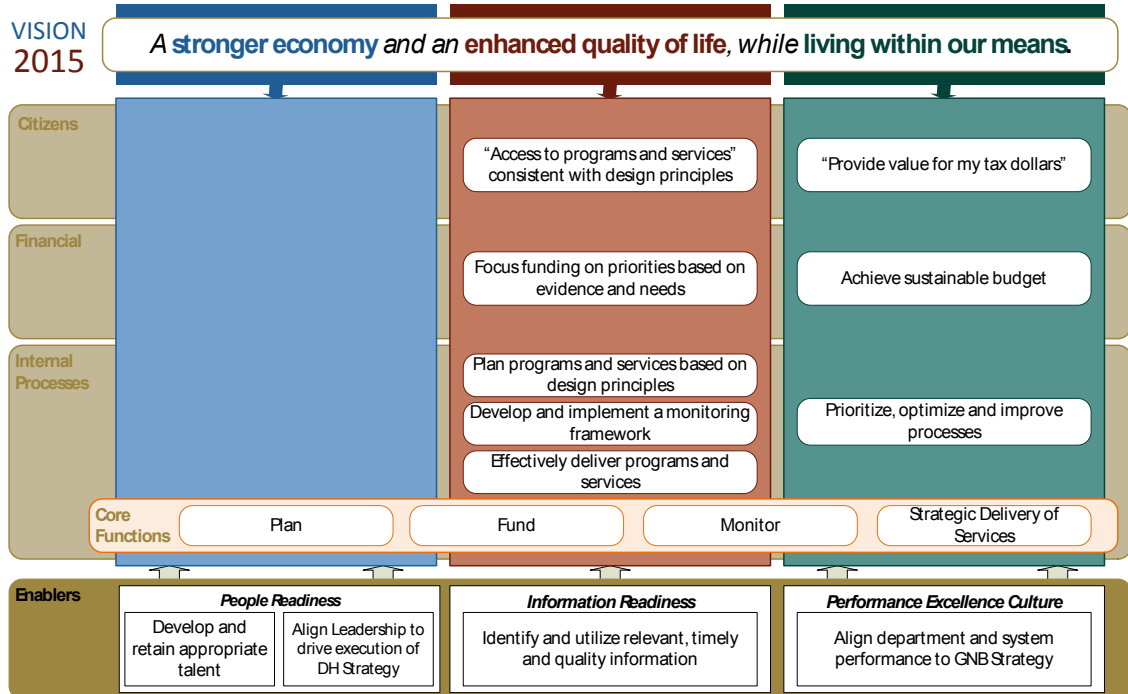 VISION
2015
A stronger economy and an enhanced quality of life, while living within our means.
Citizens
“Access to programs and services”
consistent with design principles
“Provide value for my tax dollars”
Financial
Focus funding on priorities based on
evidence and needs
Achieve sustainable budget
Internal
Processes
Plan programs and services based on
design principles
Develop and implement a monitoring
framework
Effectively deliver programs and
services
Prioritize, optimize and improve
processes
Core
Functions
Plan
Fund
Monitor
Strategic Delivery of
Services
Enablers
People Readiness
Develop and
retain appropriate
talent
Align Leadership to
drive execution of
DH Strategy
Information Readiness
Identify and utilize relevant, timely
and quality information
Performance Excellence Culture
Align department and system
performance to GNB Strategy